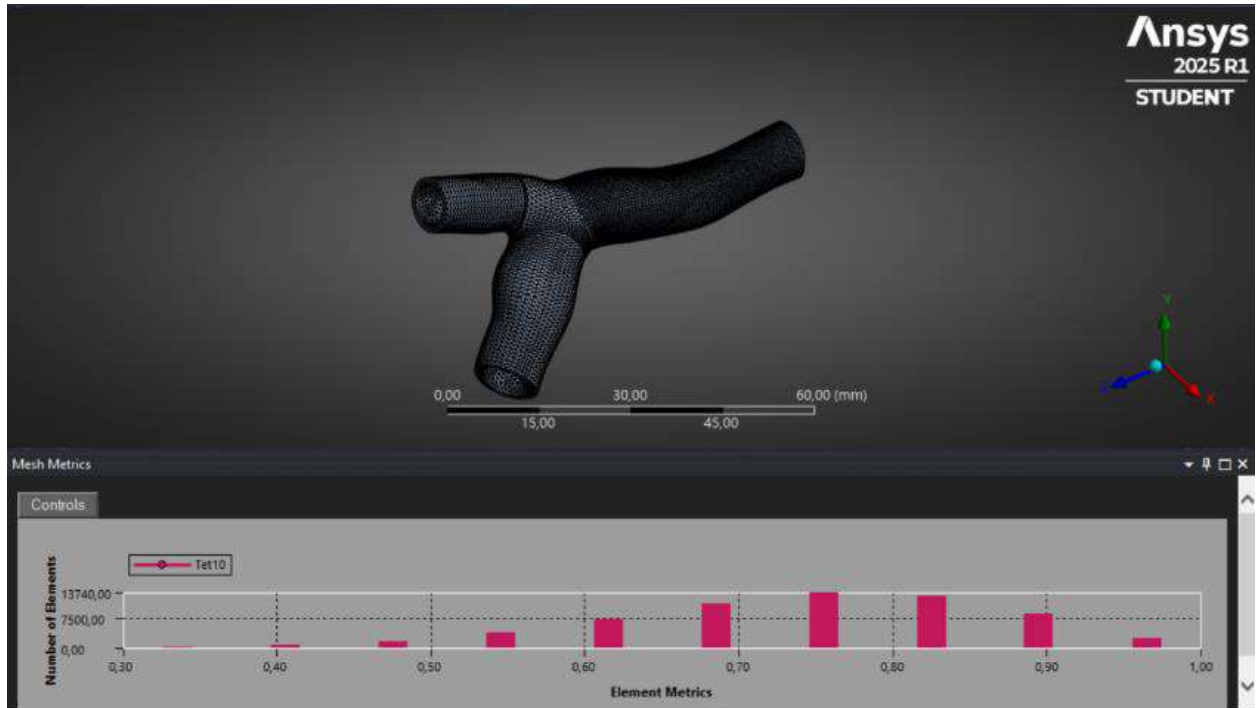 Ansys
2025 R1
STUDENT
Y
Z
X
0,00 30,00 60,00 (mm)
15,00 45,00
Mesh Metrics
Controls
Tet10
Number of Elements
13740,00
7500,00
0,00
0,30 0,40 0,50 0,60 0,70 0,80 0,90 1,00
Element Metrics